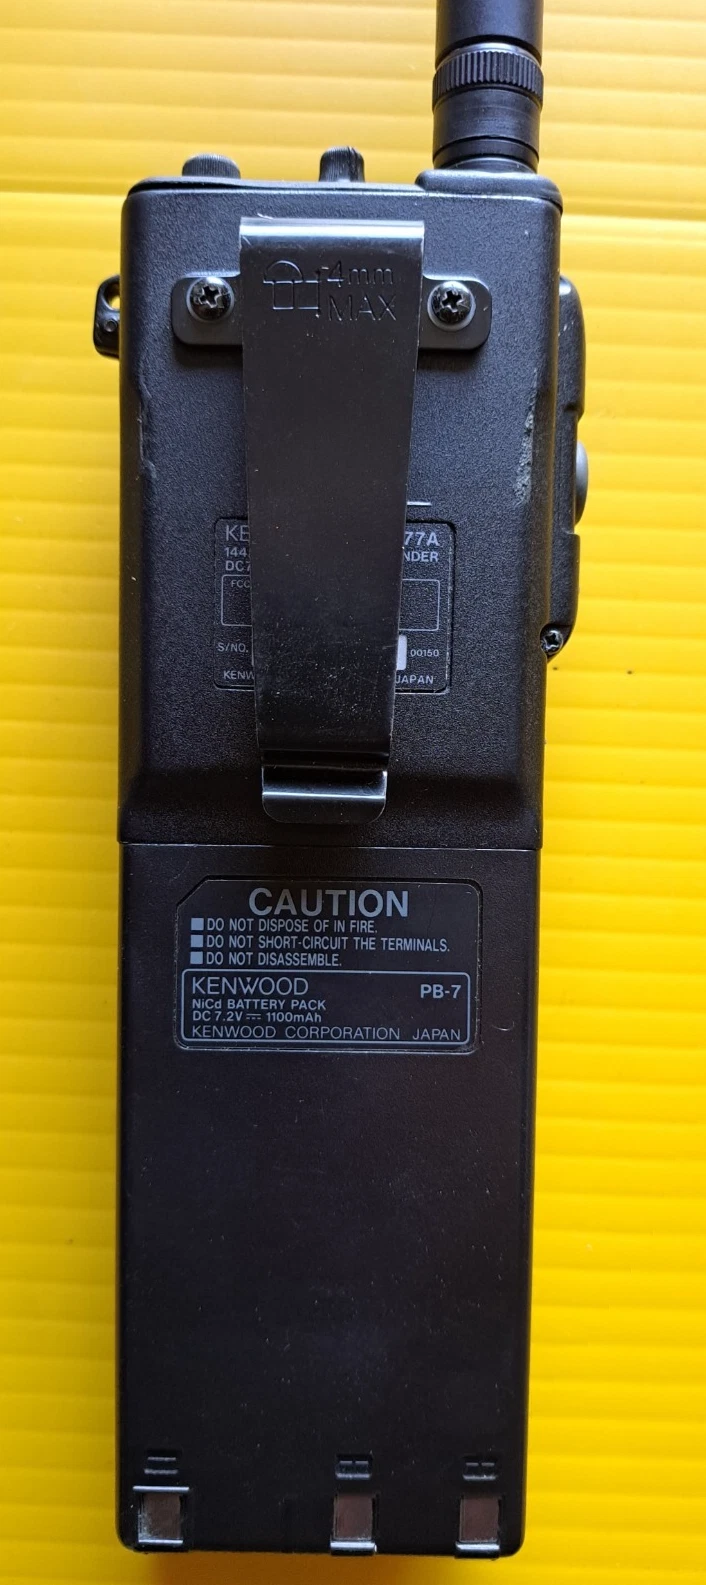 4mm
MAX
KE 77A
144 NDER
DC7
FCC
S/NO. 00150
KENW JAPAN
CAUTION
■ DO NOT DISPOSE OF IN FIRE.
■ DO NOT SHORT-CIRCUIT THE TERMINALS.
■ DO NOT DISASSEMBLE.
KENWOOD PB-7
NiCd BATTERY PACK
DC 7.2V ⎓ 1100mAh
KENWOOD CORPORATION JAPAN